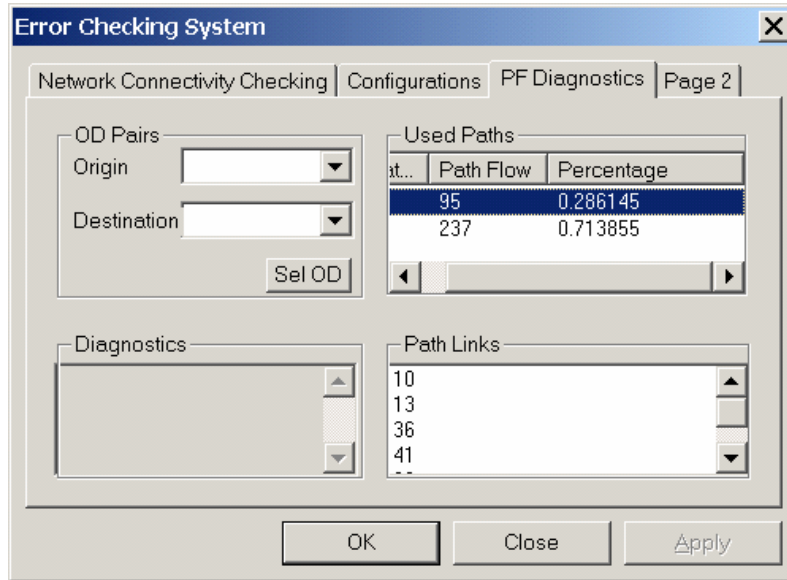 Error Checking System
Network Connectivity Checking Configurations PF Diagnostics Page 2
OD Pairs
Origin
Destination
Sel OD
Used Paths
at... Path Flow Percentage
95 0.286145
237 0.713855
Diagnostics
Path Links
10
13
36
41
OK Close Apply